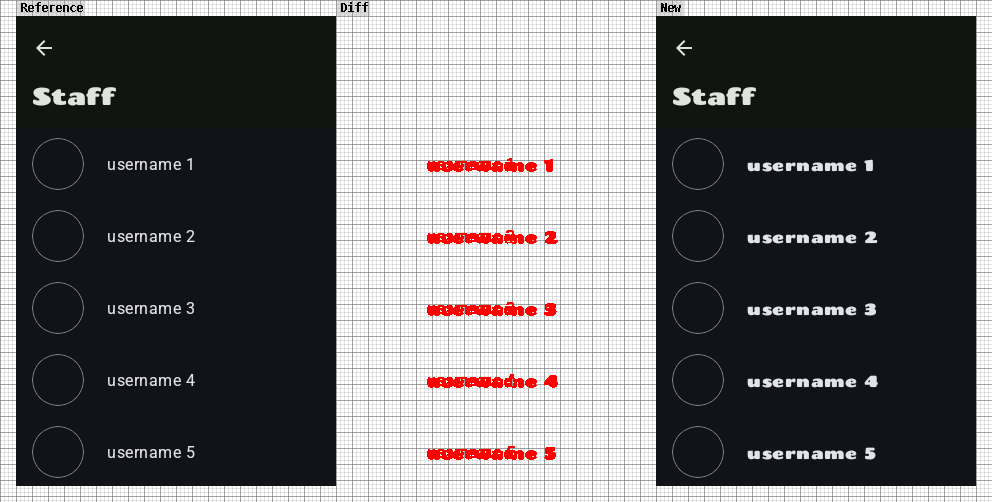 Reference Diff New
Staff Staff
username 1 username 1 username 1
username 2 username 2 username 2
username 3 username 3 username 3
username 4 username 4 username 4
username 5 username 5 username 5